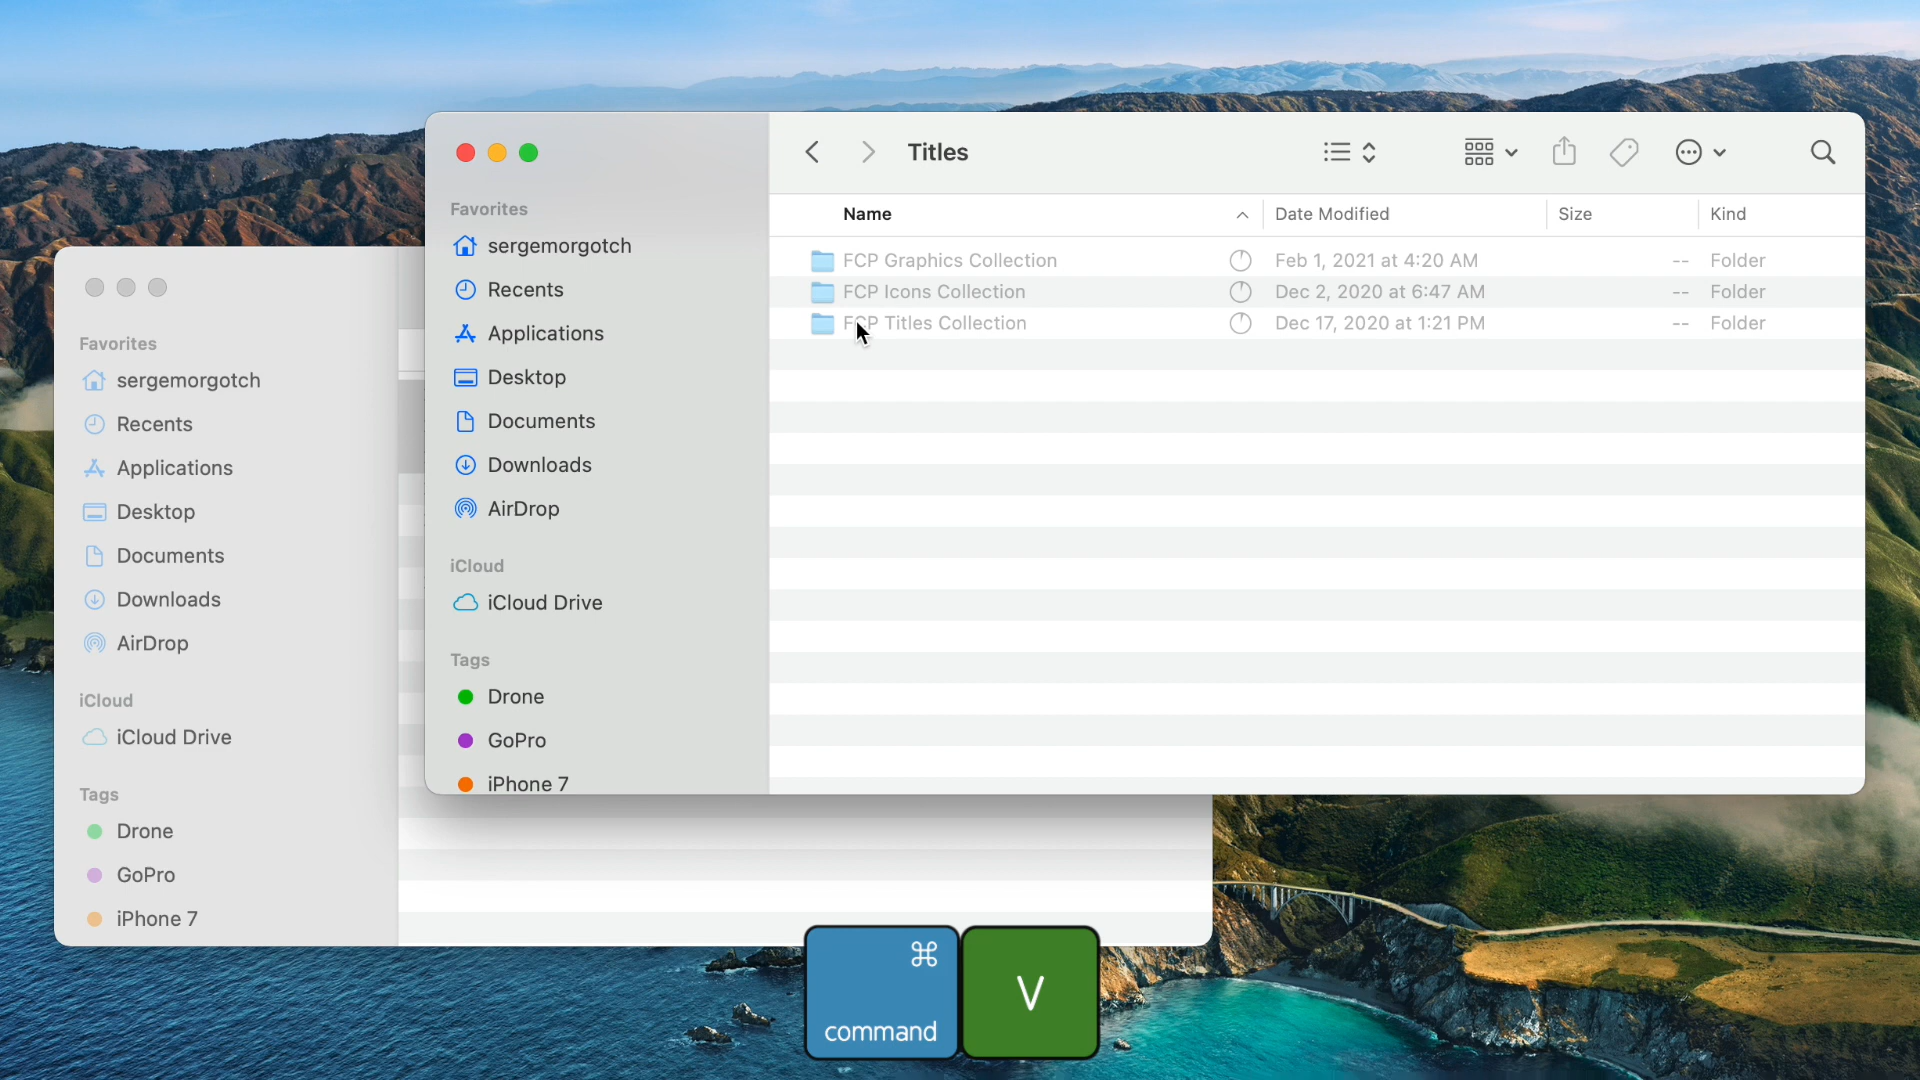 Titles
Name
Date Modified
Size
Kind
FCP Graphics Collection
Feb 1, 2021 at 4:20 AM
--
Folder
FCP Icons Collection
Dec 2, 2020 at 6:47 AM
--
Folder
FCP Titles Collection
Dec 17, 2020 at 1:21 PM
--
Folder
Favorites
sergemorgotch
Recents
Applications
Desktop
Documents
Downloads
AirDrop
iCloud
iCloud Drive
Tags
Drone
GoPro
iPhone 7
Favorites
sergemorgotch
Recents
Applications
Desktop
Documents
Downloads
AirDrop
iCloud
iCloud Drive
Tags
Drone
GoPro
iPhone 7
⌘
command
V